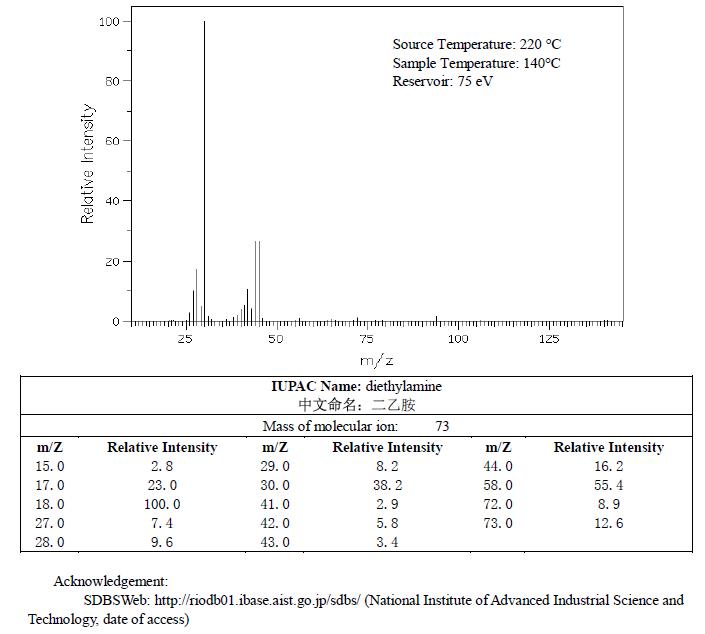 100
80
60
40
20
0
Relative Intensity
Source Temperature: 220 °C
Sample Temperature: 140°C
Reservoir: 75 eV
25 50 75 100 125
m/z
IUPAC Name: diethylamine
中文命名：二乙胺
Mass of molecular ion: 73
m/Z Relative Intensity m/Z Relative Intensity m/Z Relative Intensity
15.0 2.8 29.0 8.2 44.0 16.2
17.0 23.0 30.0 38.2 58.0 55.4
18.0 100.0 41.0 2.9 72.0 8.9
27.0 7.4 42.0 5.8 73.0 12.6
28.0 9.6 43.0 3.4
Acknowledgement:
SDBSWeb: http://riodb01.ibase.aist.go.jp/sdbs/ (National Institute of Advanced Industrial Science and
Technology, date of access)